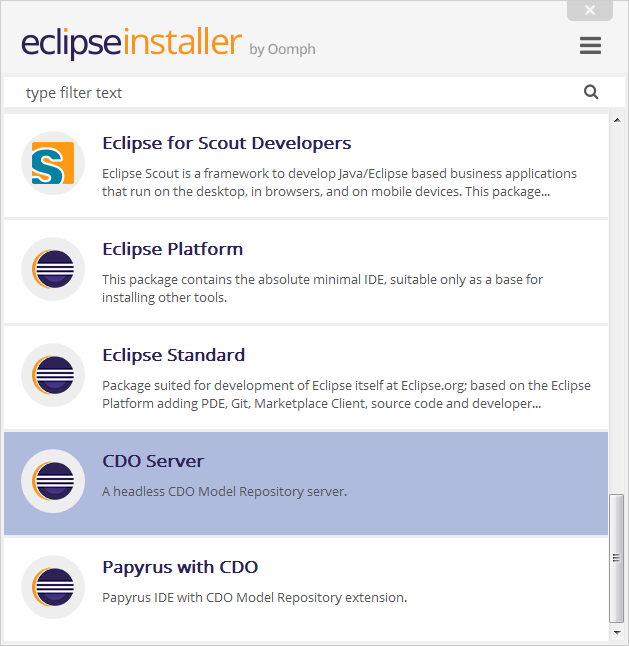 eclipseinstaller by Oomph
type filter text
Eclipse for Scout Developers
Eclipse Scout is a framework to develop Java/Eclipse based business applications
that run on the desktop, in browsers, and on mobile devices. This package...
Eclipse Platform
This package contains the absolute minimal IDE, suitable only as a base for
installing other tools.
Eclipse Standard
Package suited for development of Eclipse itself at Eclipse.org; based on the Eclipse
Platform adding PDE, Git, Marketplace Client, source code and developer...
CDO Server
A headless CDO Model Repository server.
Papyrus with CDO
Papyrus IDE with CDO Model Repository extension.